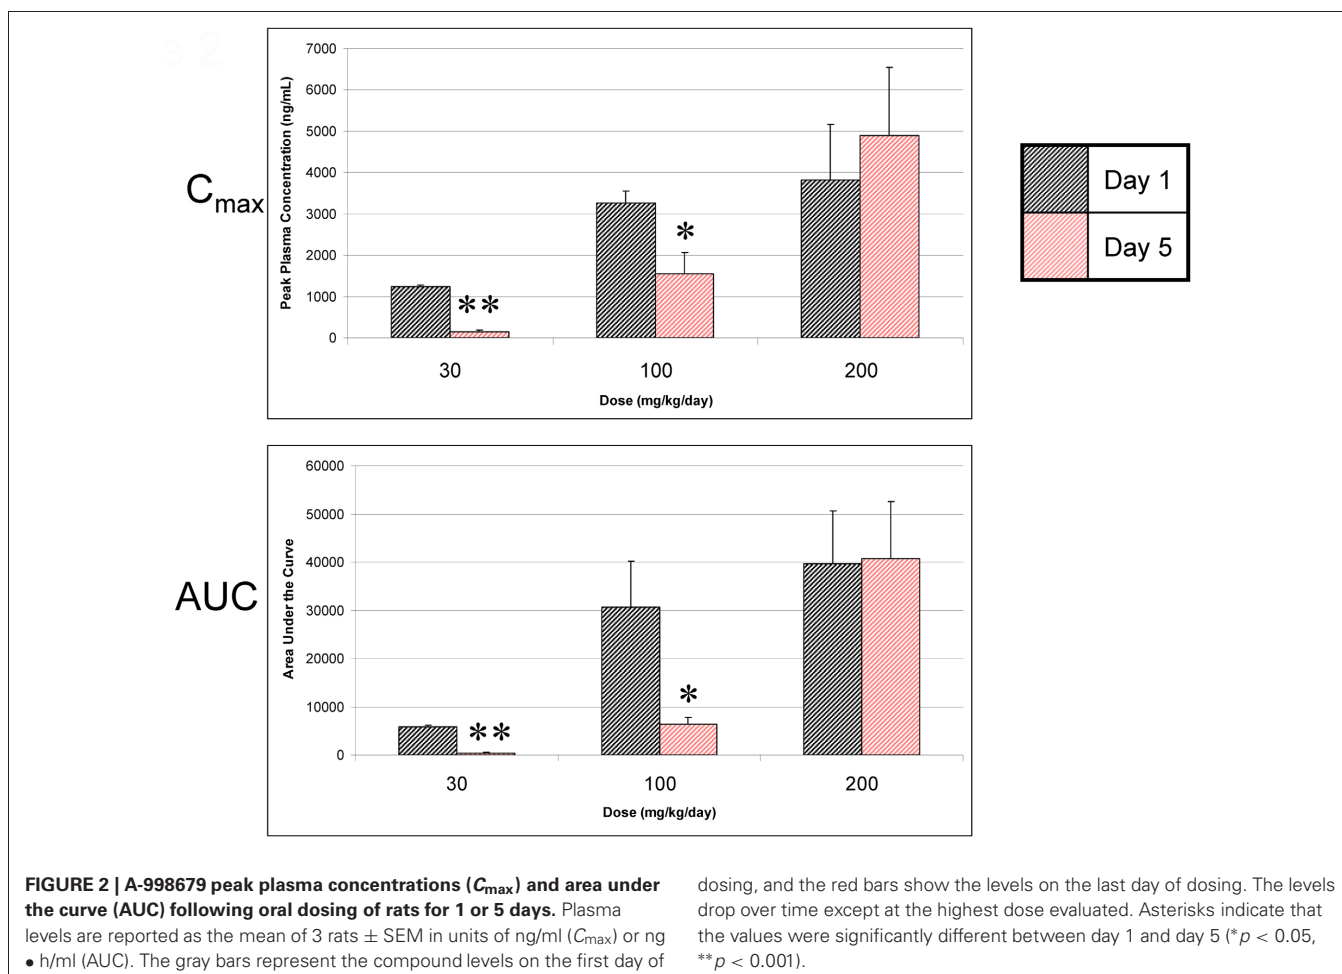 e 2
7000
6000
5000
4000
3000
2000
1000
0
Peak Plasma Concentration (ng/mL)
Cmax
*
**
30 100 200
Dose (mg/kg/day)
Day 1
Day 5
60000
50000
40000
30000
20000
10000
0
Area Under the Curve
AUC
*
**
30 100 200
Dose (mg/kg/day)
FIGURE 2 | A-998679 peak plasma concentrations (Cmax) and area under
the curve (AUC) following oral dosing of rats for 1 or 5 days. Plasma
levels are reported as the mean of 3 rats ± SEM in units of ng/ml (Cmax) or ng
• h/ml (AUC). The gray bars represent the compound levels on the first day of
dosing, and the red bars show the levels on the last day of dosing. The levels
drop over time except at the highest dose evaluated. Asterisks indicate that
the values were significantly different between day 1 and day 5 (*p < 0.05,
**p < 0.001).